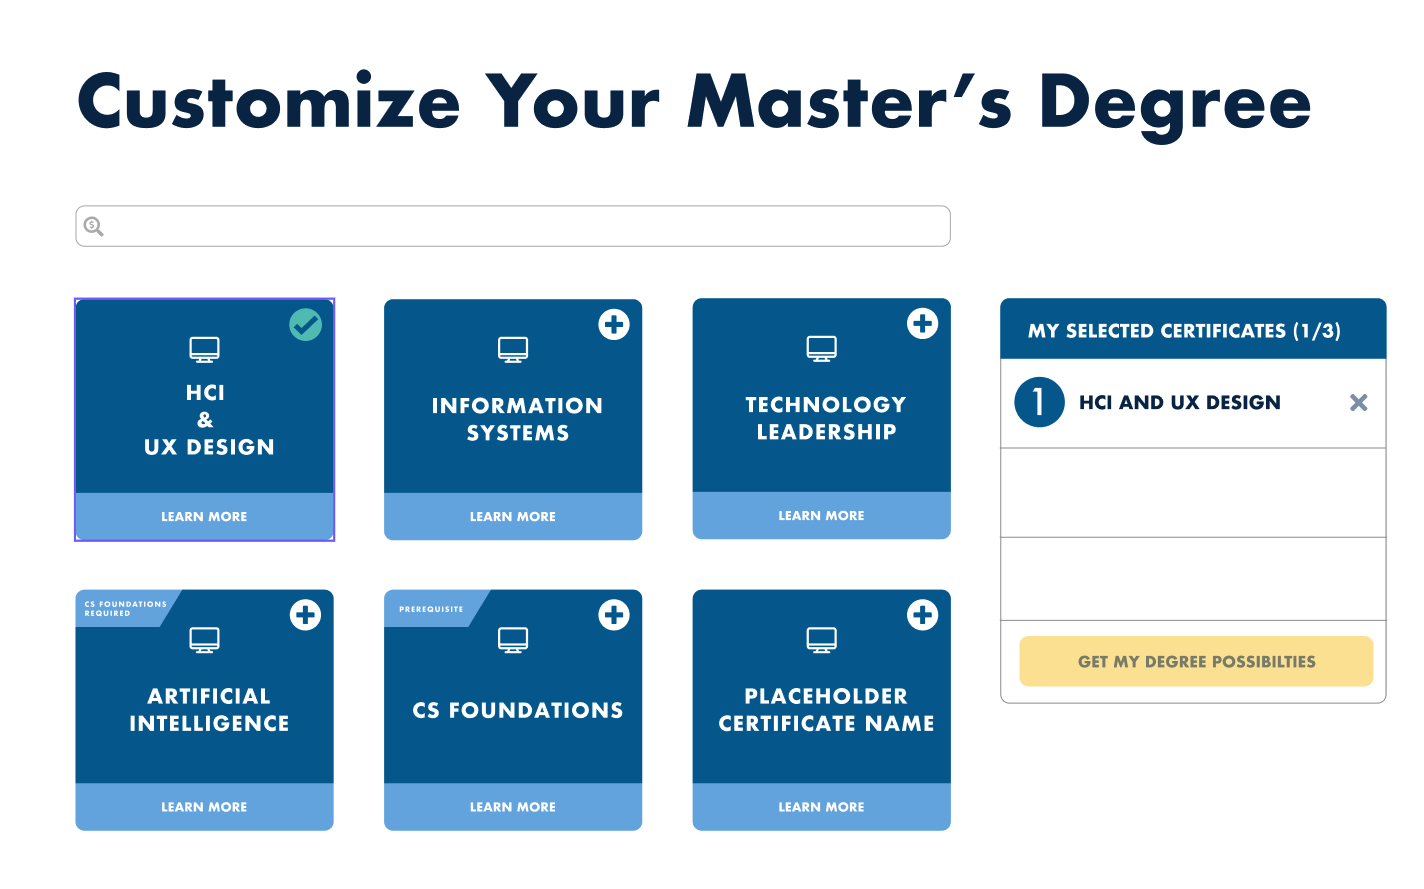 Customize Your Master's Degree
$
HCI
&
UX DESIGN
LEARN MORE
INFORMATION
SYSTEMS
LEARN MORE
TECHNOLOGY
LEADERSHIP
LEARN MORE
CS FOUNDATIONS
REQUIRED
ARTIFICIAL
INTELLIGENCE
LEARN MORE
PREREQUISITE
CS FOUNDATIONS
LEARN MORE
PLACEHOLDER
CERTIFICATE NAME
LEARN MORE
MY SELECTED CERTIFICATES (1/3)
1 HCI AND UX DESIGN
GET MY DEGREE POSSIBILTIES